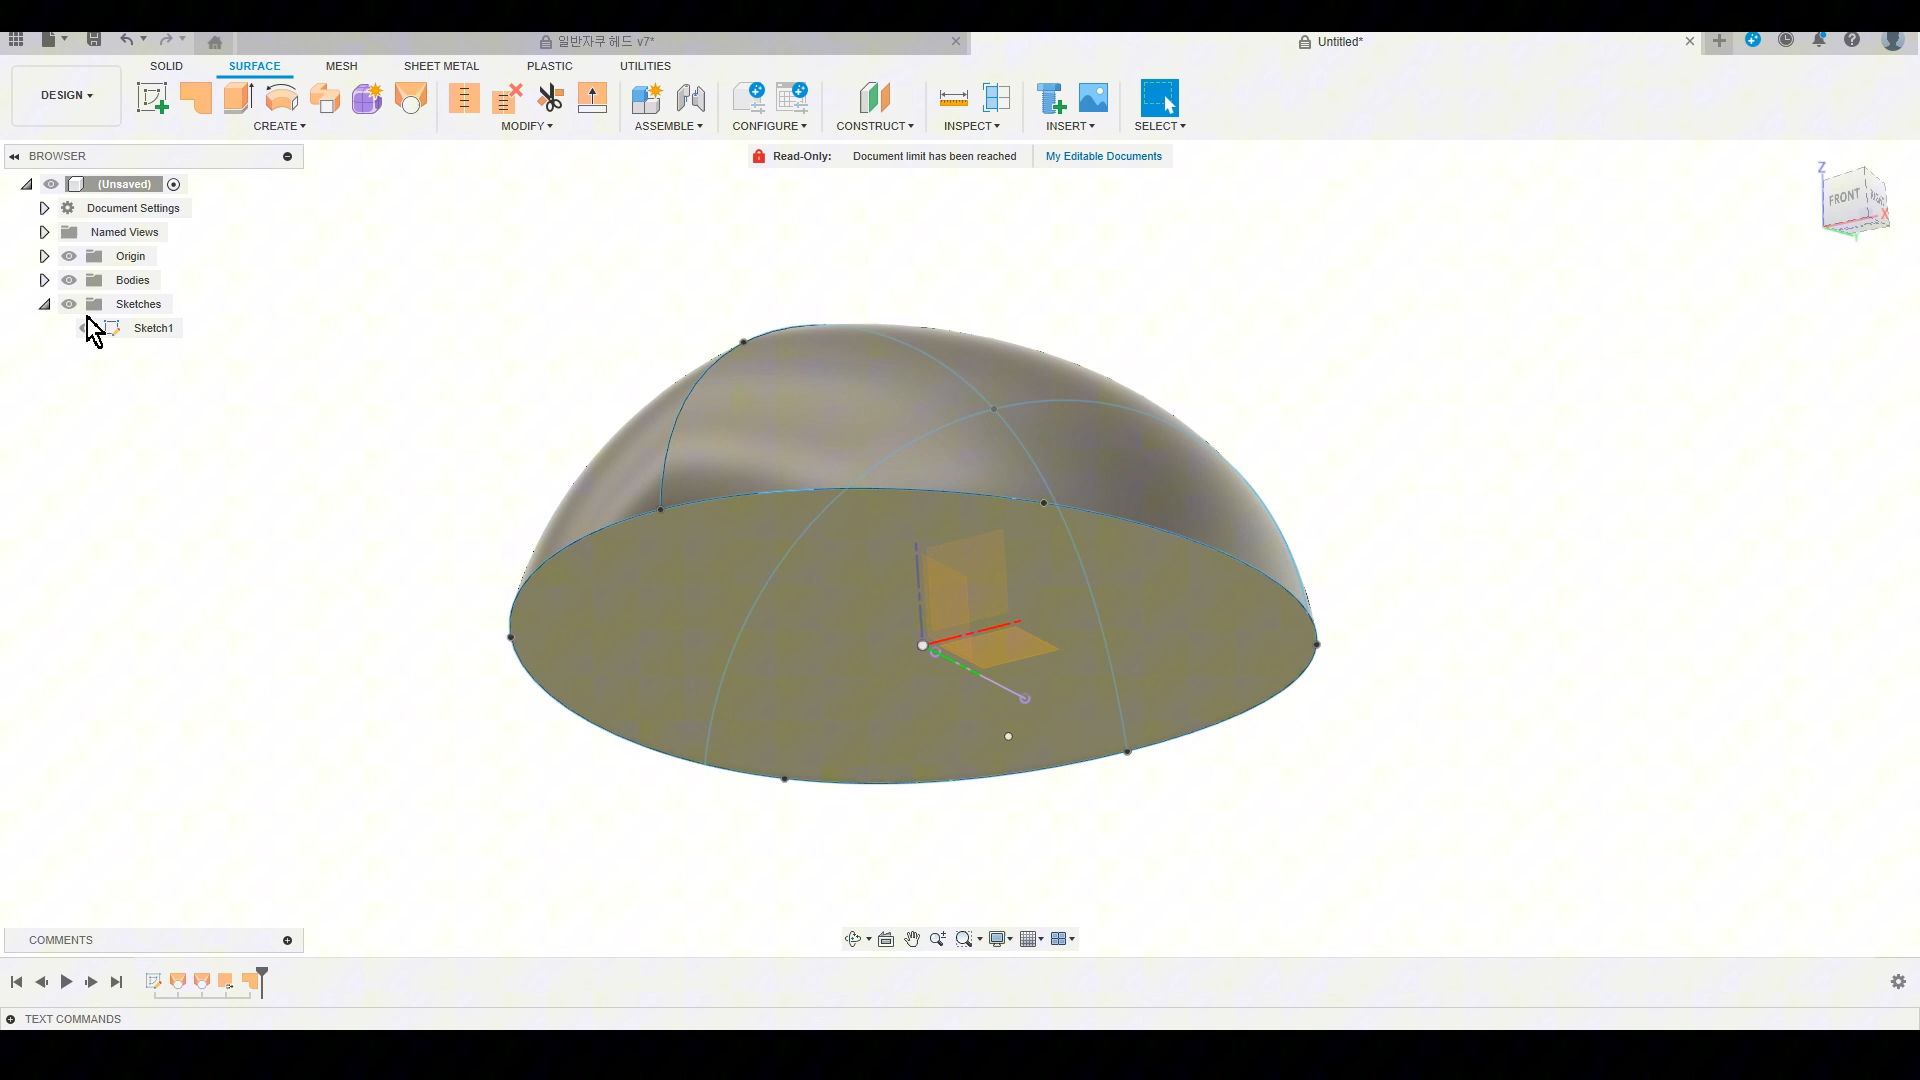 일반자쿠 헤드 v7*
Untitled*
DESIGN
SOLID
SURFACE
MESH
SHEET METAL
PLASTIC
UTILITIES
CREATE
MODIFY
ASSEMBLE
CONFIGURE
CONSTRUCT
INSPECT
INSERT
SELECT
BROWSER
Read-Only: Document limit has been reached
My Editable Documents
(Unsaved)
Document Settings
Named Views
Origin
Bodies
Sketches
Sketch1
Z
FRONT
X
COMMENTS
TEXT COMMANDS